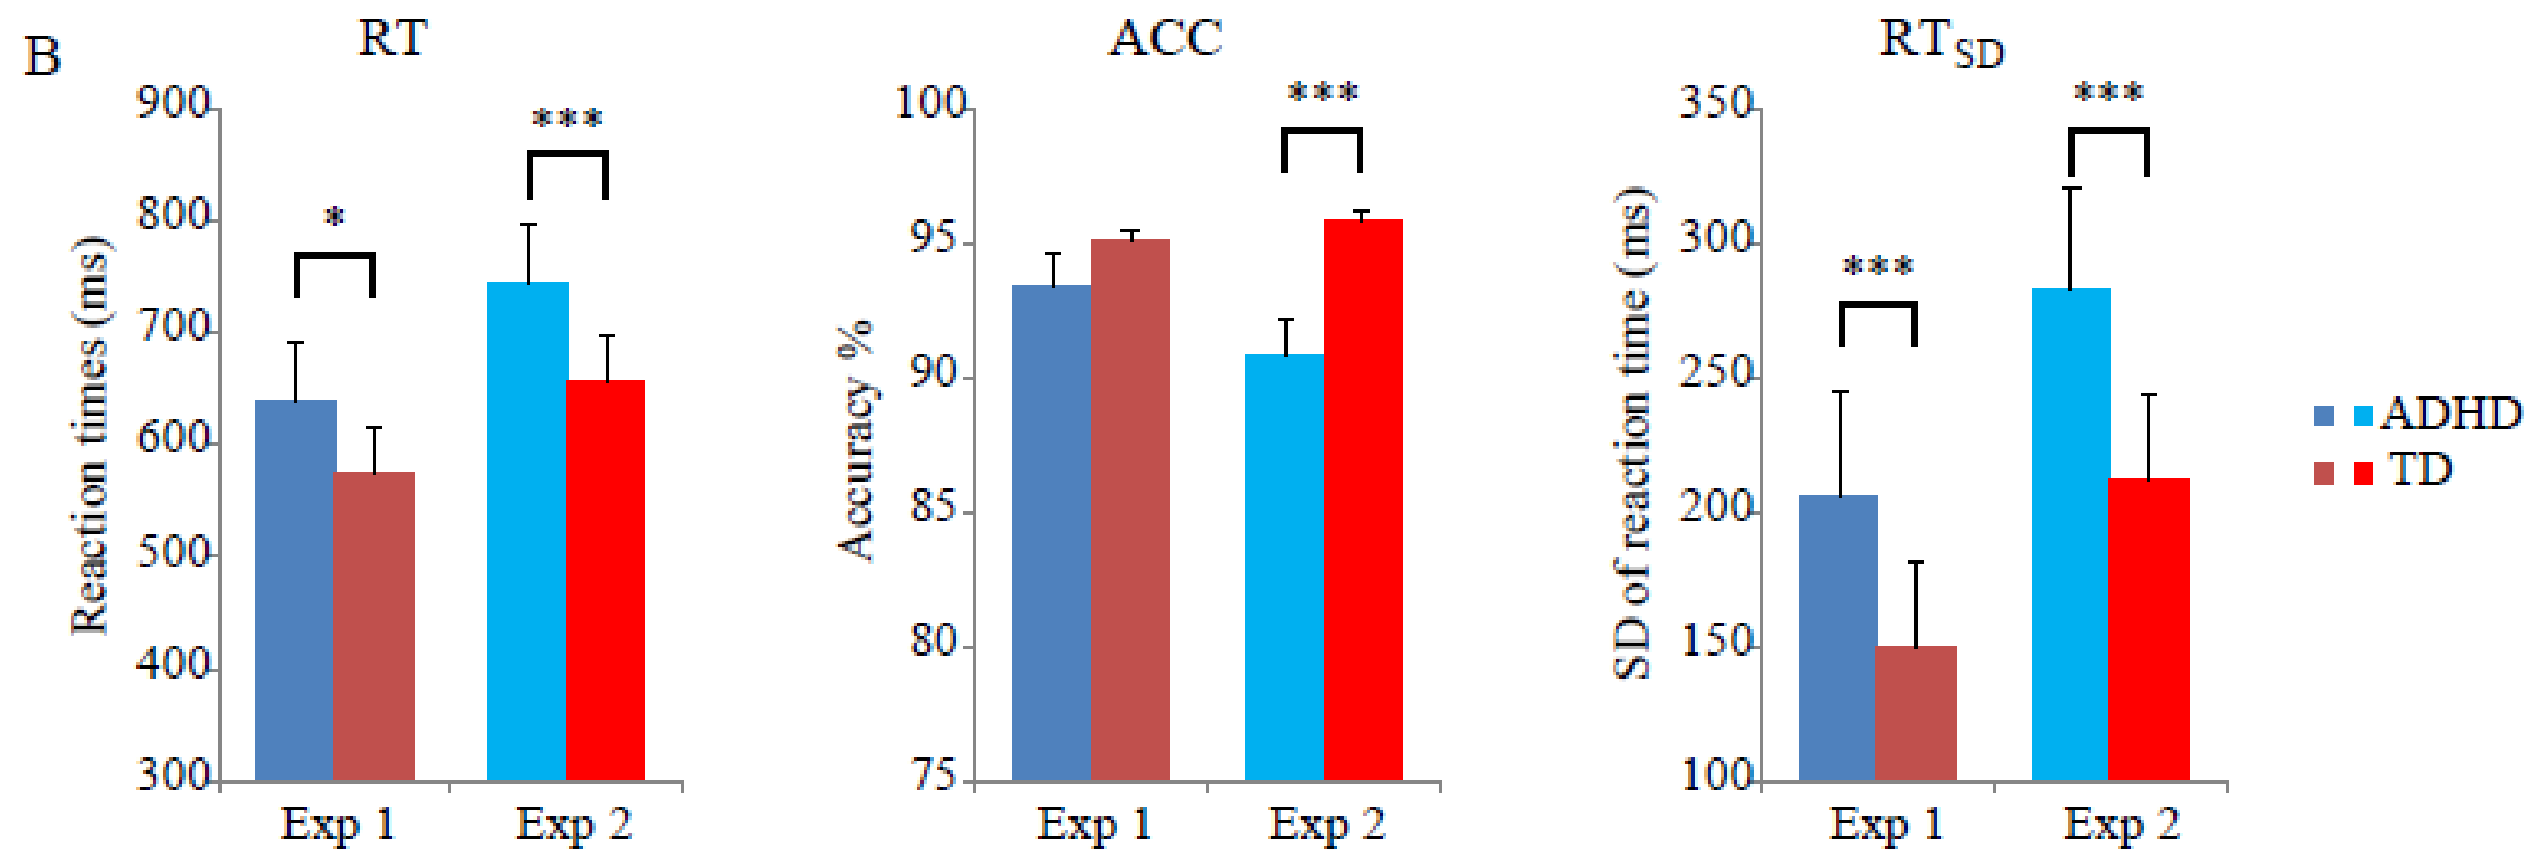 B
RT
Reaction times (ms)
900
800
700
600
500
400
300
*
***
Exp 1
Exp 2
ACC
Accuracy %
100
95
90
85
80
75
***
Exp 1
Exp 2
RTSD
SD of reaction time (ms)
350
300
250
200
150
100
***
***
Exp 1
Exp 2
ADHD
TD